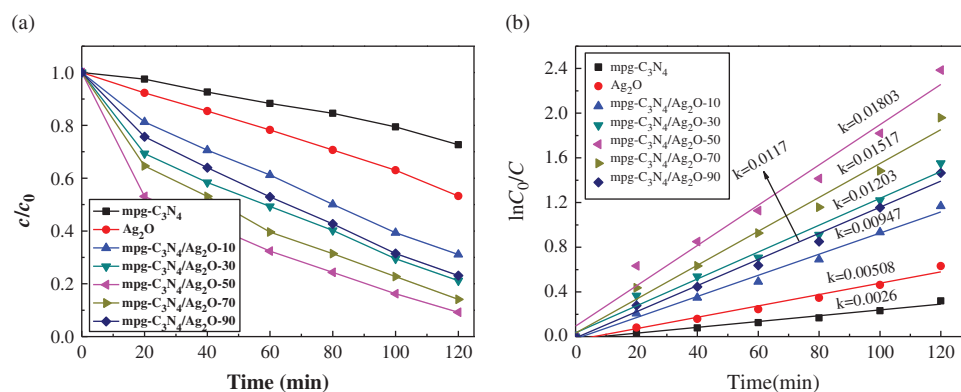 (a)
1.0
0.8
0.6
0.4
0.2
0
c/c₀
mpg-C₃N₄
Ag₂O
mpg-C₃N₄/Ag₂O-10
mpg-C₃N₄/Ag₂O-30
mpg-C₃N₄/Ag₂O-50
mpg-C₃N₄/Ag₂O-70
mpg-C₃N₄/Ag₂O-90
0 20 40 60 80 100 120
Time (min)
(b)
2.4
2.0
1.6
1.2
0.8
0.4
0.0
lnC₀/C
mpg-C₃N₄
Ag₂O
mpg-C₃N₄/Ag₂O-10
mpg-C₃N₄/Ag₂O-30
mpg-C₃N₄/Ag₂O-50
mpg-C₃N₄/Ag₂O-70
mpg-C₃N₄/Ag₂O-90
k=0.01803
k=0.0117
k=0.01517
k=0.01203
k=0.00947
k=0.00508
k=0.0026
0 20 40 60 80 100 120
Time(min)